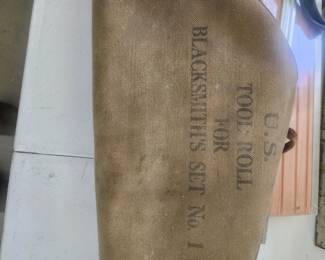 U.S.
TOOL ROLL
FOR
BLACKSMITH'S SET No. 1